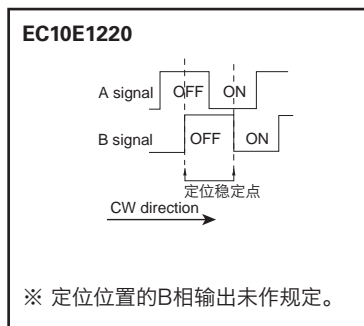 EC10E1220
A signal OFF ON
B signal OFF ON
定位稳定点
CW direction
※ 定位位置的B相输出未作规定。